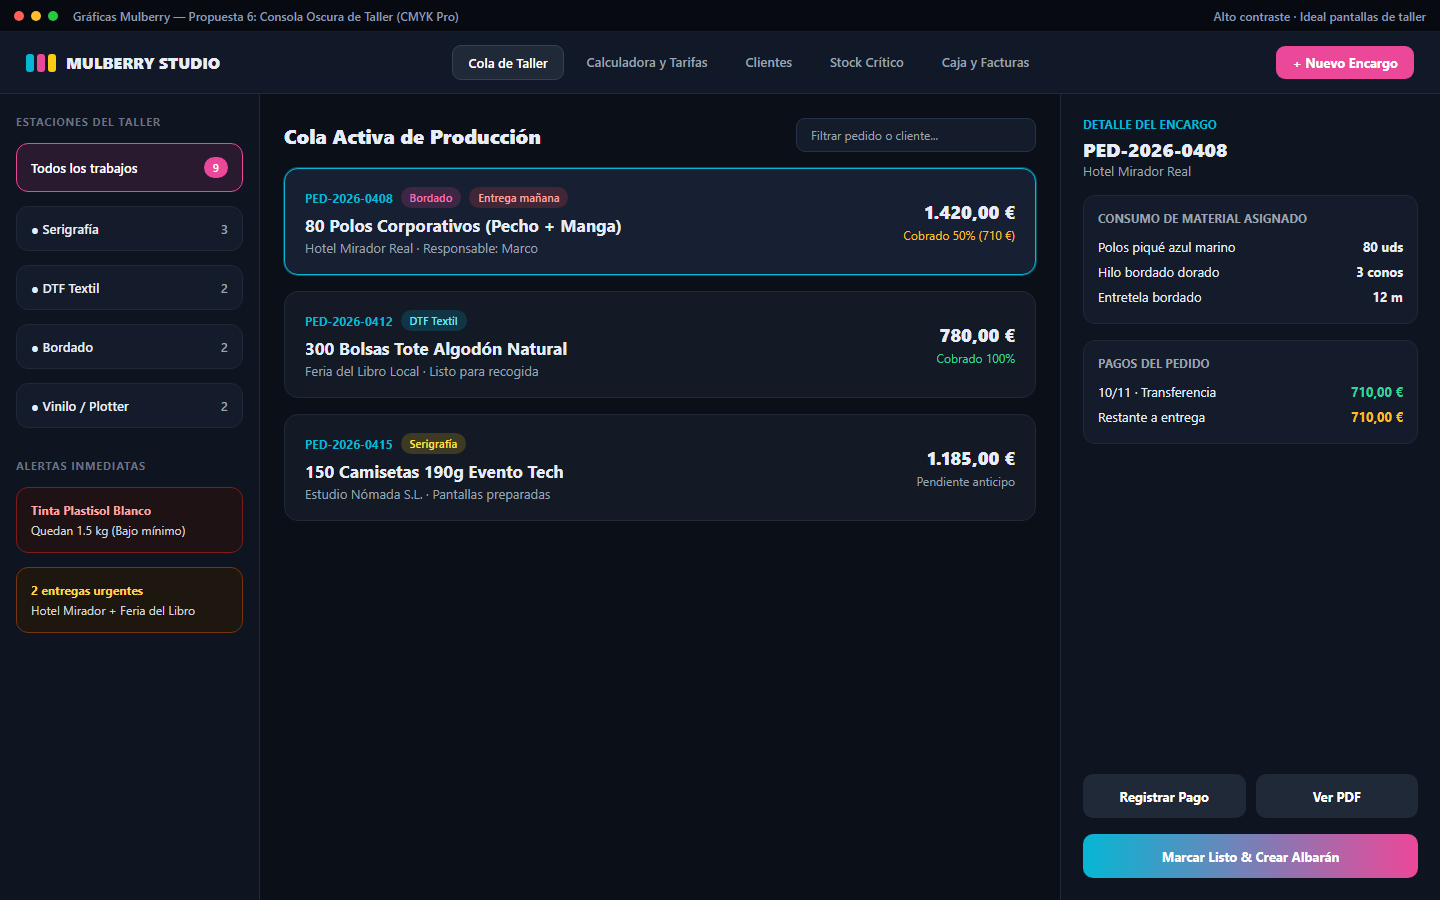 Gráficas Mulberry — Propuesta 6: Consola Oscura de Taller (CMYK Pro)
Alto contraste · Ideal pantallas de taller
MULBERRY STUDIO
Cola de Taller
Calculadora y Tarifas
Clientes
Stock Crítico
Caja y Facturas
+ Nuevo Encargo
ESTACIONES DEL TALLER
Todos los trabajos 9
● Serigrafía 3
● DTF Textil 2
● Bordado 2
● Vinilo / Plotter 2
ALERTAS INMEDIATAS
Tinta Plastisol Blanco
Quedan 1.5 kg (Bajo mínimo)
2 entregas urgentes
Hotel Mirador + Feria del Libro
Cola Activa de Producción
Filtrar pedido o cliente...
PED-2026-0408 Bordado Entrega mañana
80 Polos Corporativos (Pecho + Manga)
Hotel Mirador Real · Responsable: Marco
1.420,00 €
Cobrado 50% (710 €)
PED-2026-0412 DTF Textil
300 Bolsas Tote Algodón Natural
Feria del Libro Local · Listo para recogida
780,00 €
Cobrado 100%
PED-2026-0415 Serigrafía
150 Camisetas 190g Evento Tech
Estudio Nómada S.L. · Pantallas preparadas
1.185,00 €
Pendiente anticipo
DETALLE DEL ENCARGO
PED-2026-0408
Hotel Mirador Real
CONSUMO DE MATERIAL ASIGNADO
Polos piqué azul marino 80 uds
Hilo bordado dorado 3 conos
Entretela bordado 12 m
PAGOS DEL PEDIDO
10/11 · Transferencia 710,00 €
Restante a entrega 710,00 €
Registrar Pago
Ver PDF
Marcar Listo & Crear Albarán